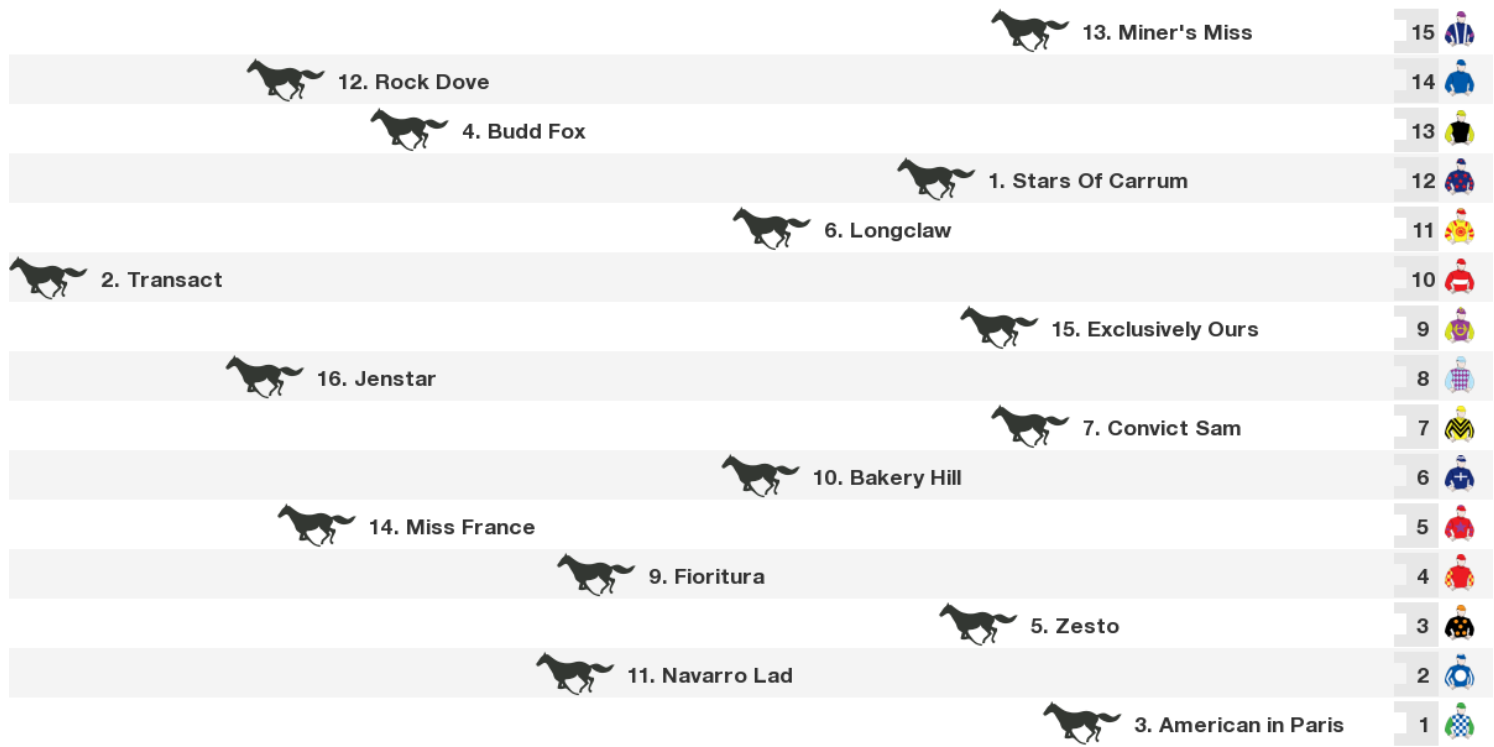 13. Miner's Miss 15
12. Rock Dove 14
4. Budd Fox 13
1. Stars Of Carrum 12
6. Longclaw 11
2. Transact 10
15. Exclusively Ours 9
16. Jenstar 8
7. Convict Sam 7
10. Bakery Hill 6
14. Miss France 5
9. Fioritura 4
5. Zesto 3
11. Navarro Lad 2
3. American in Paris 1